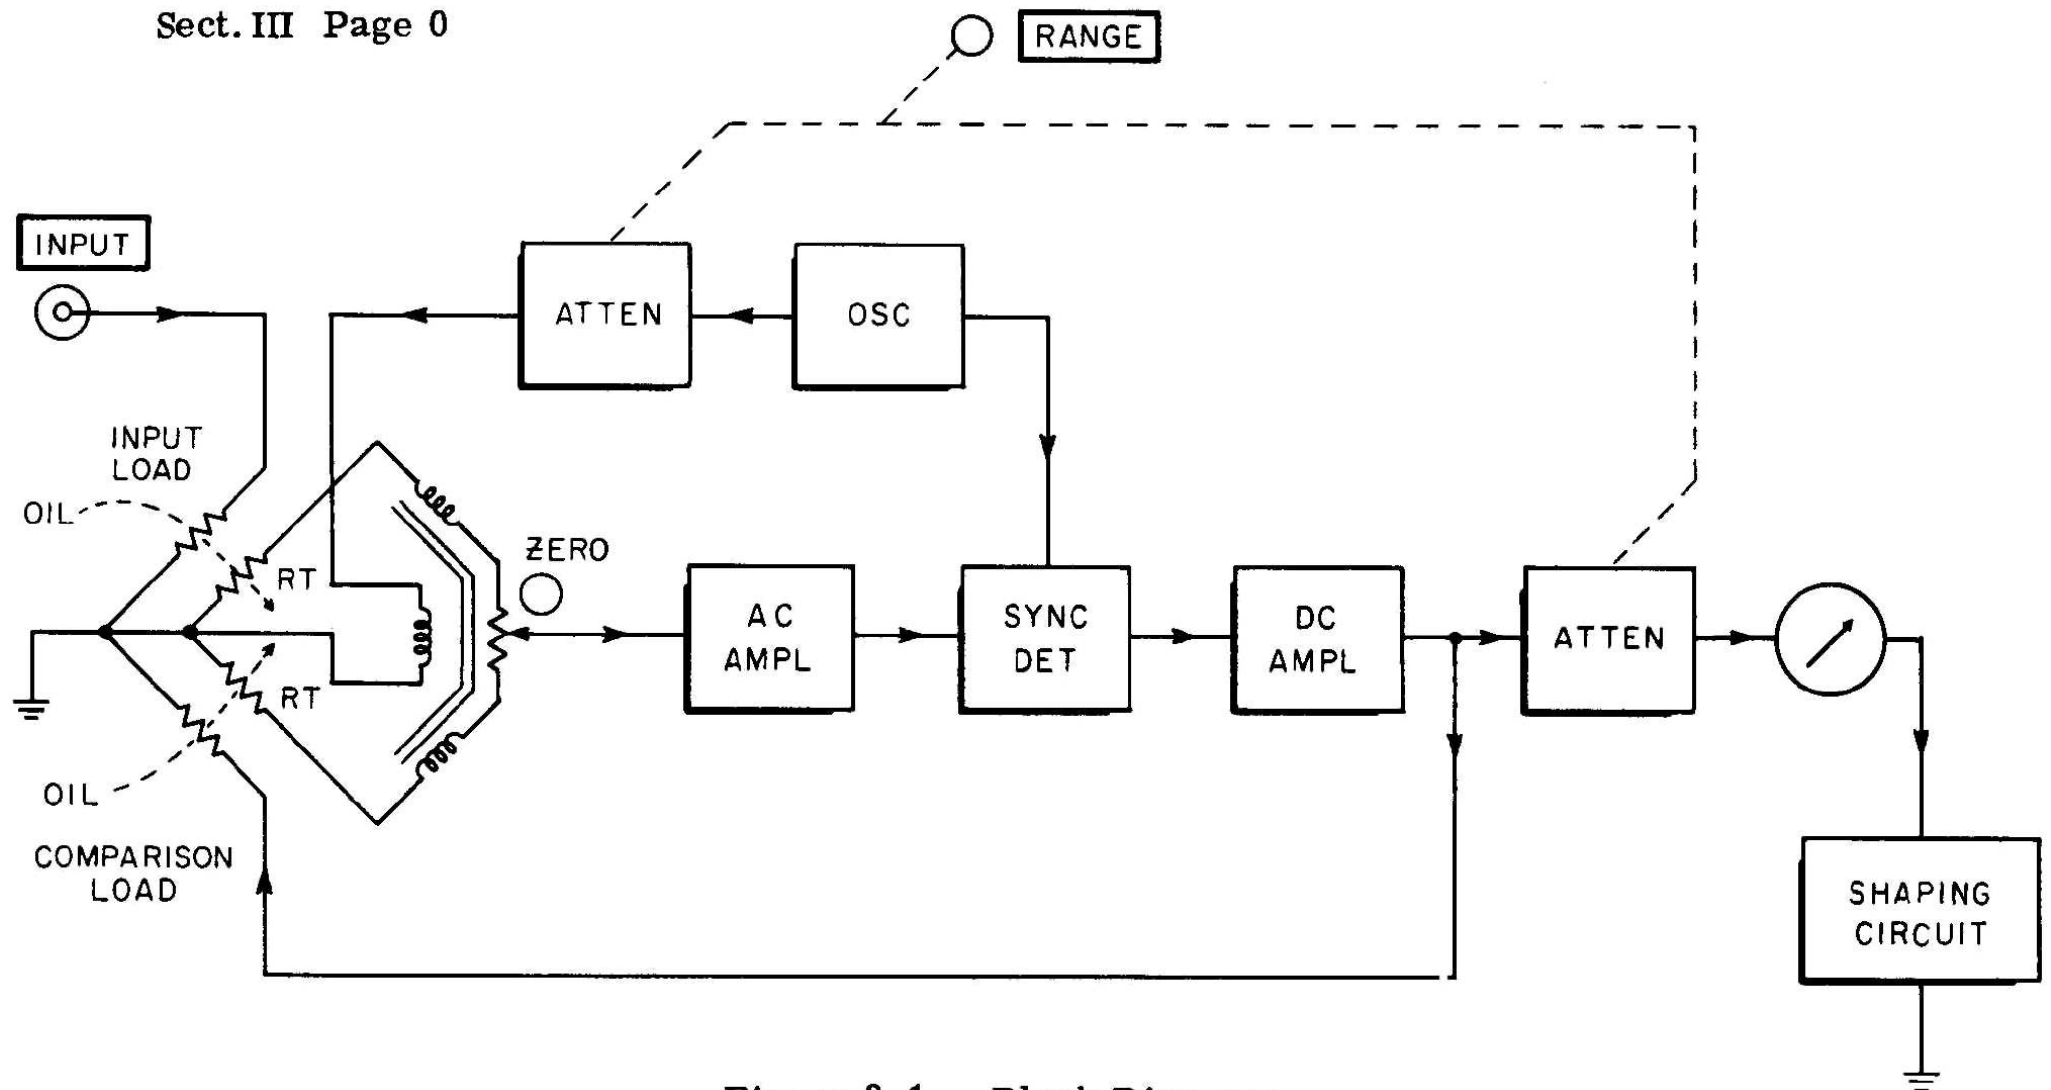 Sect. III Page 0
RANGE
INPUT
ATTEN
OSC
INPUT
LOAD
OIL
RT
ZERO
AC
AMPL
SYNC
DET
DC
AMPL
ATTEN
RT
OIL
COMPARISON
LOAD
SHAPING
CIRCUIT